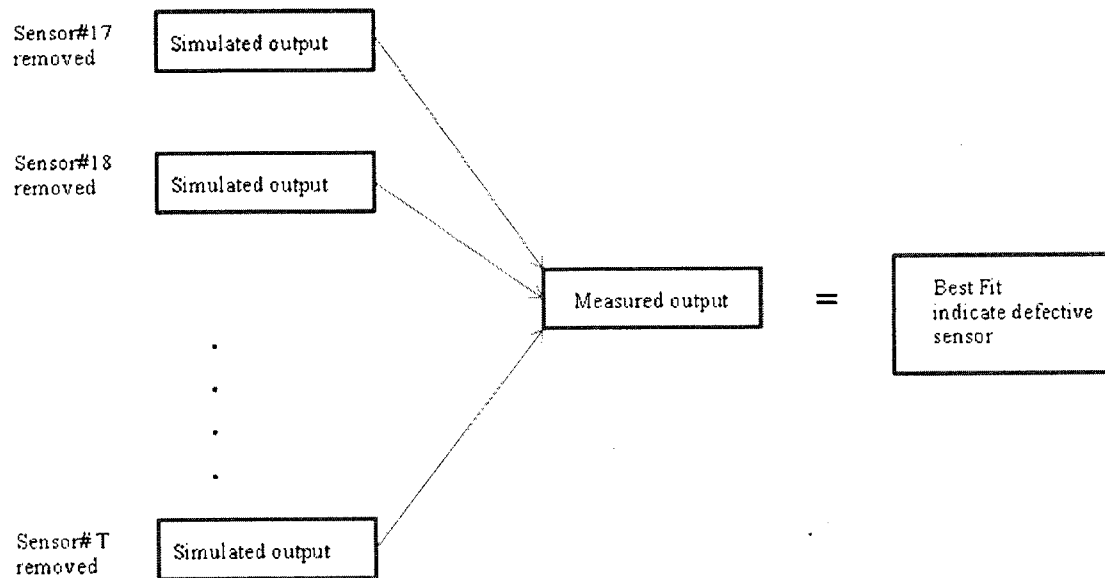 Sensor#17
removed
Simulated output
Sensor#18
removed
Simulated output
Measured output
=
Best Fit
indicate defective
sensor
Sensor# T
removed
Simulated output